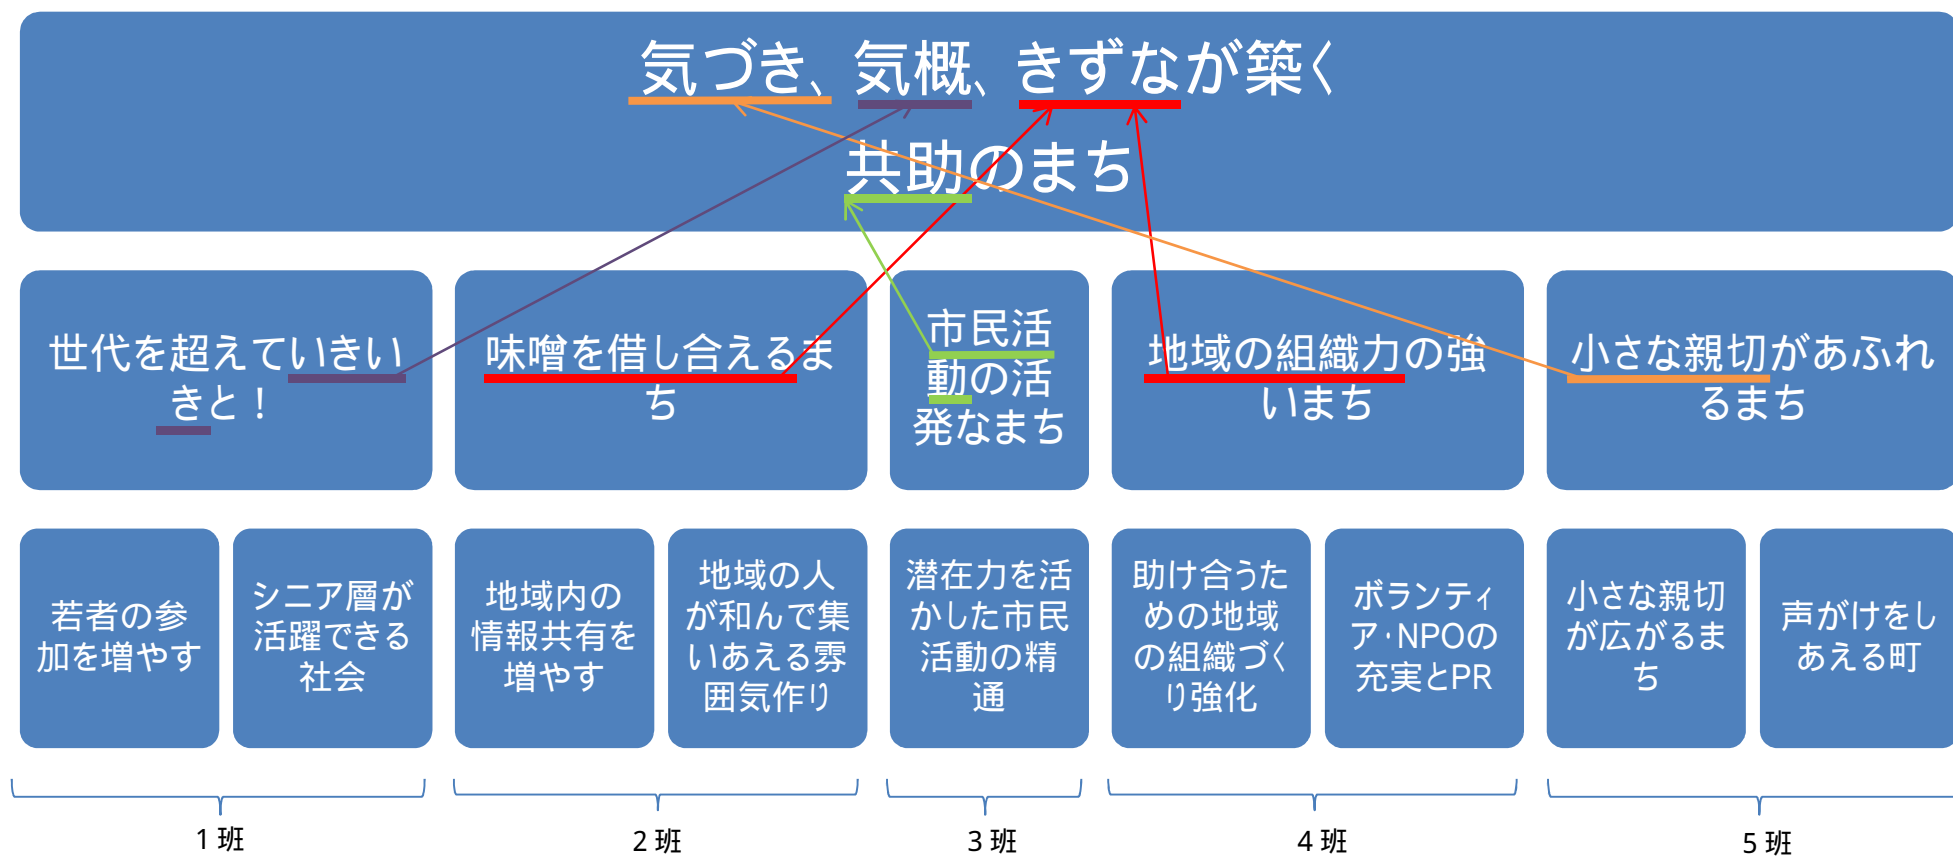 気づき、気概、きずなが築く
共助のまち
世代を超えていきい
きと！
味噌を借し合えるま
ち
市民活
動の活
発なまち
地域の組織力の強
いまち
小さな親切があふれ
るまち
若者の参
加を増やす
シニア層が
活躍できる
社会
地域内の
情報共有を
増やす
地域の人
が和んで集
いあえる雰
囲気作り
潜在力を活
かした市民
活動の精
通
助け合うた
めの地域
の組織づく
り強化
ボランティ
ア・NPOの
充実とPR
小さな親切
が広がるま
ち
声がけをし
あえる町
1班
2班
3班
4班
5班